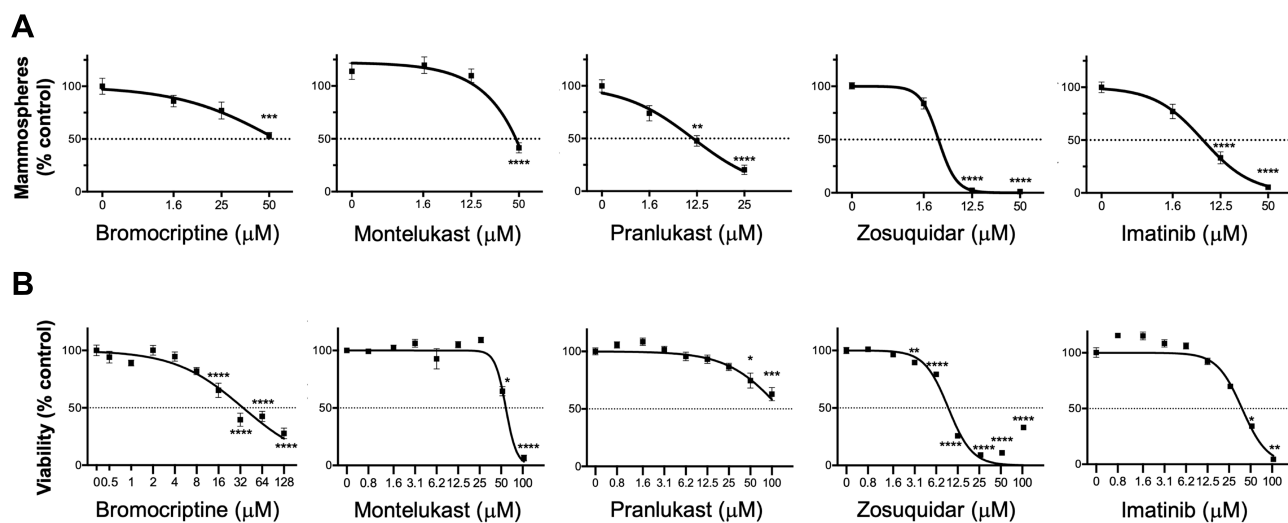 A
Mammospheres
(% control)
100
50
0
***
0 1.6 25 50
Bromocriptine (μM)
100
50
0
****
0 1.6 12.5 50
Montelukast (μM)
100
50
0
**
****
0 1.6 12.5 25
Pranlukast (μM)
100
50
0
****
****
0 1.6 12.5 50
Zosuquidar (μM)
100
50
0
****
****
0 1.6 12.5 50
Imatinib (μM)
B
Viability (% control)
100
50
0
****
****
****
****
0 0.5 1 2 4 8 16 32 64 128
Bromocriptine (μM)
100
50
0
*
****
0 0.8 1.6 3.1 6.2 12.5 25 50 100
Montelukast (μM)
100
50
0
*
***
0 0.8 1.6 3.1 6.2 12.5 25 50 100
Pranlukast (μM)
100
50
0
**
****
****
****
****
****
0 0.8 1.6 3.1 6.2 12.5 25 50 100
Zosuquidar (μM)
100
50
0
*
**
0 0.8 1.6 3.1 6.2 12.5 25 50 100
Imatinib (μM)